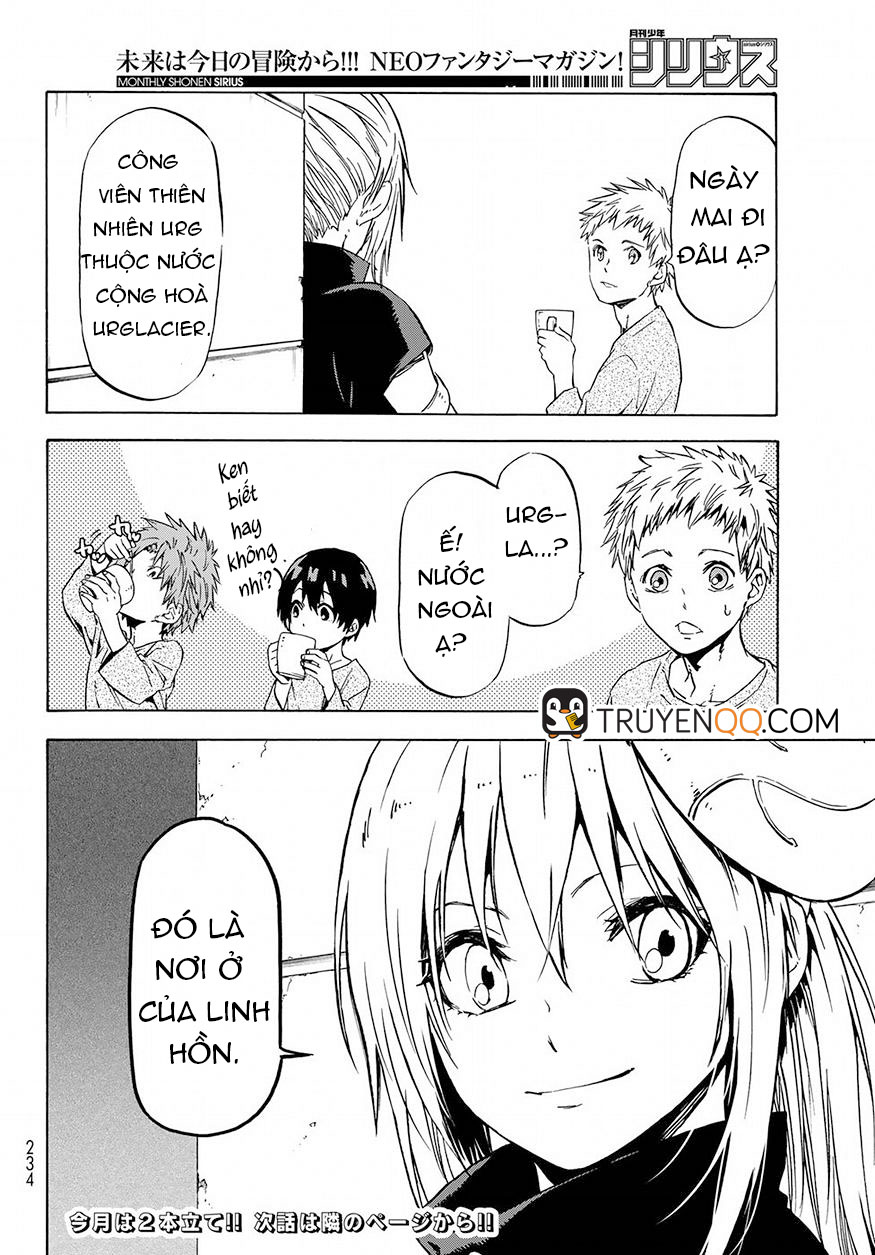 未来は今日の冒険から!!! NEOファンタジーマガジン!
MONTHLY SHONEN SIRIUS
月刊少年
シリウス
NGÀY
MAI ĐI
ĐÂU Ạ?
CÔNG
VIÊN THIÊN
NHIÊN URG
THUỘC NƯỚC
CỘNG HOÀ
URGLACIER.
URG-
LA...?
Ế!
NƯỚC
NGOÀI
Ạ?
Ken
biết
hay
không
nhỉ?
TRUYENQQ.COM
ĐÓ LÀ
NƠI Ở
CỦA LINH
HỒN.
234
今月は2本立て!! 次話は隣のページから!!